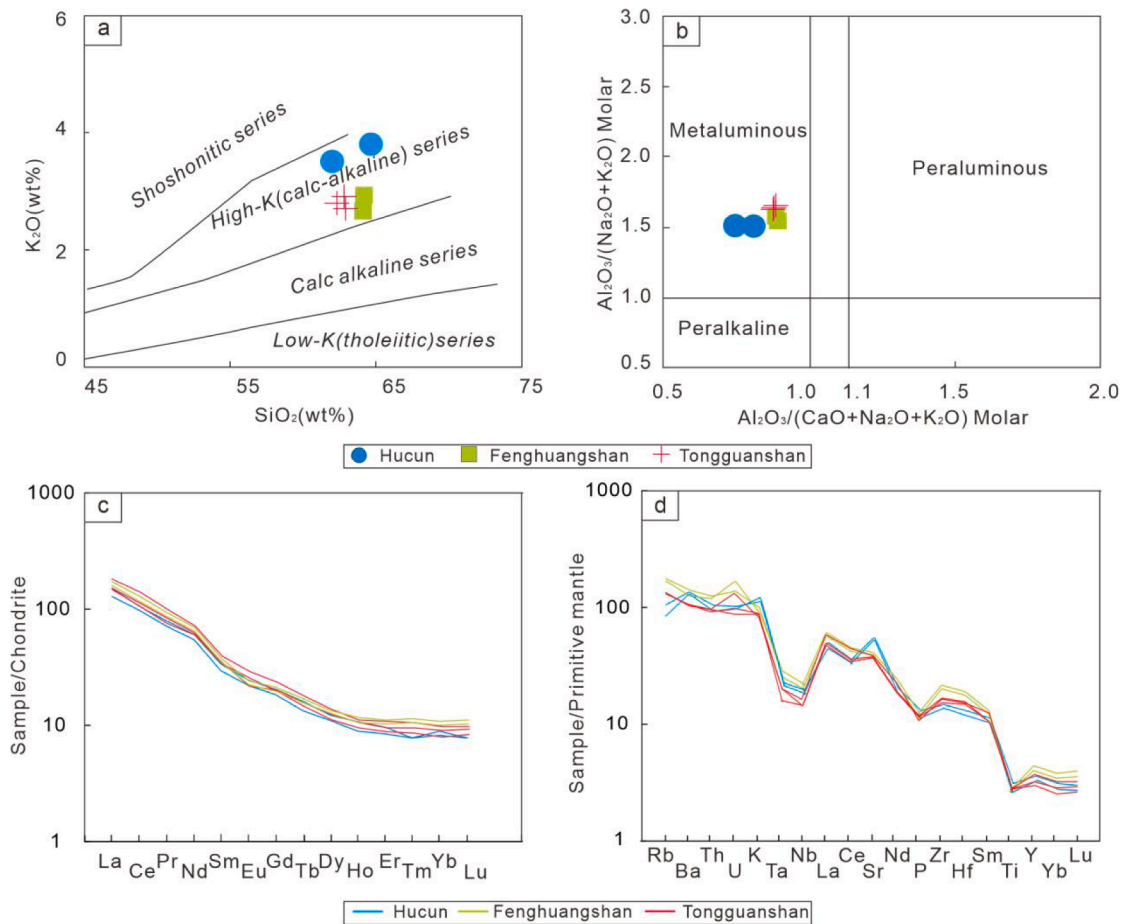 a
6
4
2
0
K₂O(wt%)
Shoshonitic series
High-K(calc-alkaline) series
Calc alkaline series
Low-K(tholeiitic)series
45 55 65 75
SiO₂(wt%)
b
3.0
2.5
2.0
1.5
1.0
0.5
Al₂O₃/(Na₂O+K₂O) Molar
Metaluminous
Peraluminous
Peralkaline
0.5 1.0 1.1 1.5 2.0
Al₂O₃/(CaO+Na₂O+K₂O) Molar
Hucun Fenghuangshan Tongguanshan
c
1000
100
10
1
Sample/Chondrite
La Ce Pr Nd Sm Eu Gd Tb Dy Ho Er Tm Yb Lu
d
1000
100
10
1
Sample/Primitive mantle
Rb Ba Th U K Ta Nb La Ce Sr Nd P Zr Hf Sm Ti Y Yb Lu
Hucun Fenghuangshan Tongguanshan